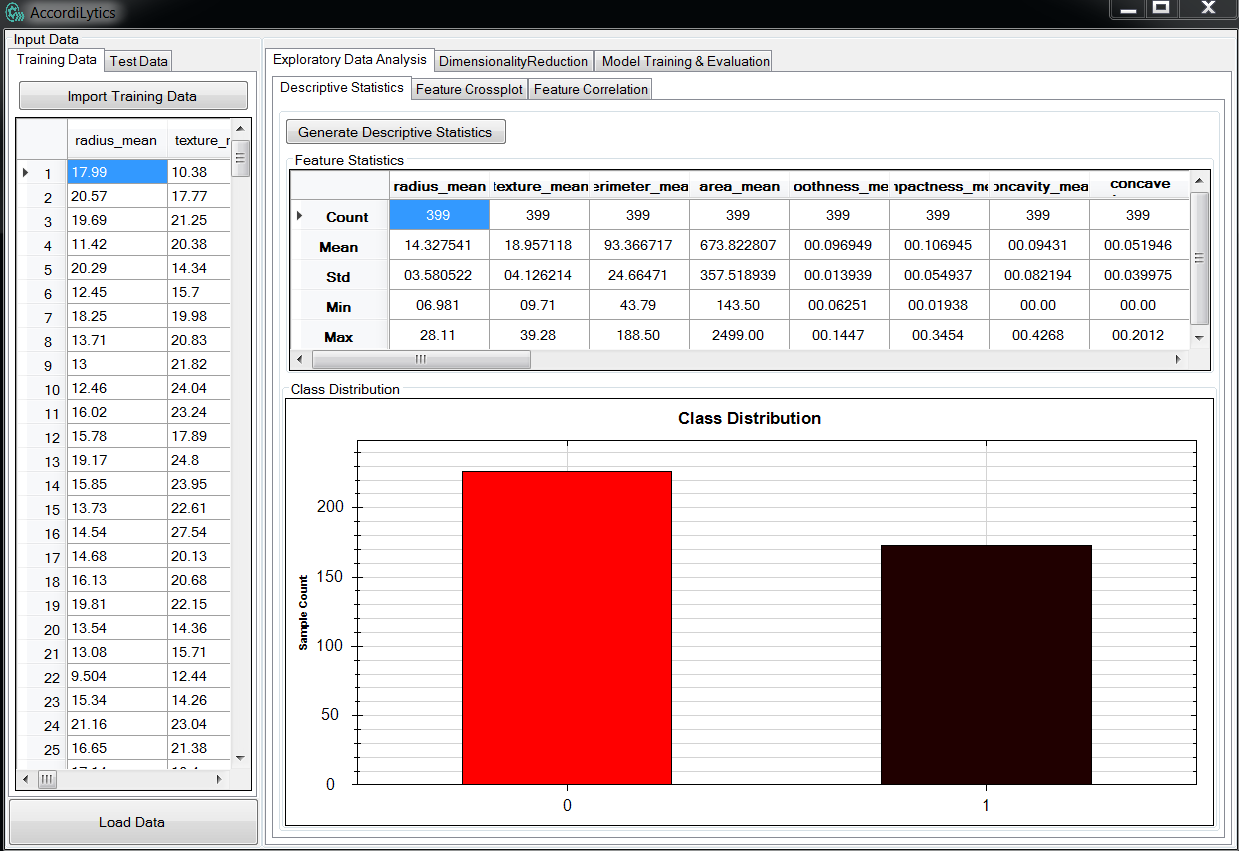 AccordiLytics
Input Data
Training Data Test Data
Import Training Data
radius_mean texture_r
1 17.99 10.38
2 20.57 17.77
3 19.69 21.25
4 11.42 20.38
5 20.29 14.34
6 12.45 15.7
7 18.25 19.98
8 13.71 20.83
9 13 21.82
10 12.46 24.04
11 16.02 23.24
12 15.78 17.89
13 19.17 24.8
14 15.85 23.95
15 13.73 22.61
16 14.54 27.54
17 14.68 20.13
18 16.13 20.68
19 19.81 22.15
20 13.54 14.36
21 13.08 15.71
22 9.504 12.44
23 15.34 14.26
24 21.16 23.04
25 16.65 21.38
Load Data
Exploratory Data Analysis DimensionalityReduction Model Training & Evaluation
Descriptive Statistics Feature Crossplot Feature Correlation
Generate Descriptive Statistics
Feature Statistics
radius_mean texture_mean erimeter_mea area_mean oothness_me npactness_me oncavity_mea concave
Count 399 399 399 399 399 399 399 399
Mean 14.327541 18.957118 93.366717 673.822807 00.096949 00.106945 00.09431 00.051946
Std 03.580522 04.126214 24.66471 357.518939 00.013939 00.054937 00.082194 00.039975
Min 06.981 09.71 43.79 143.50 00.06251 00.01938 00.00 00.00
Max 28.11 39.28 188.50 2499.00 00.1447 00.3454 00.4268 00.2012
Class Distribution
Class Distribution
Sample Count
200
150
100
50
0
0 1